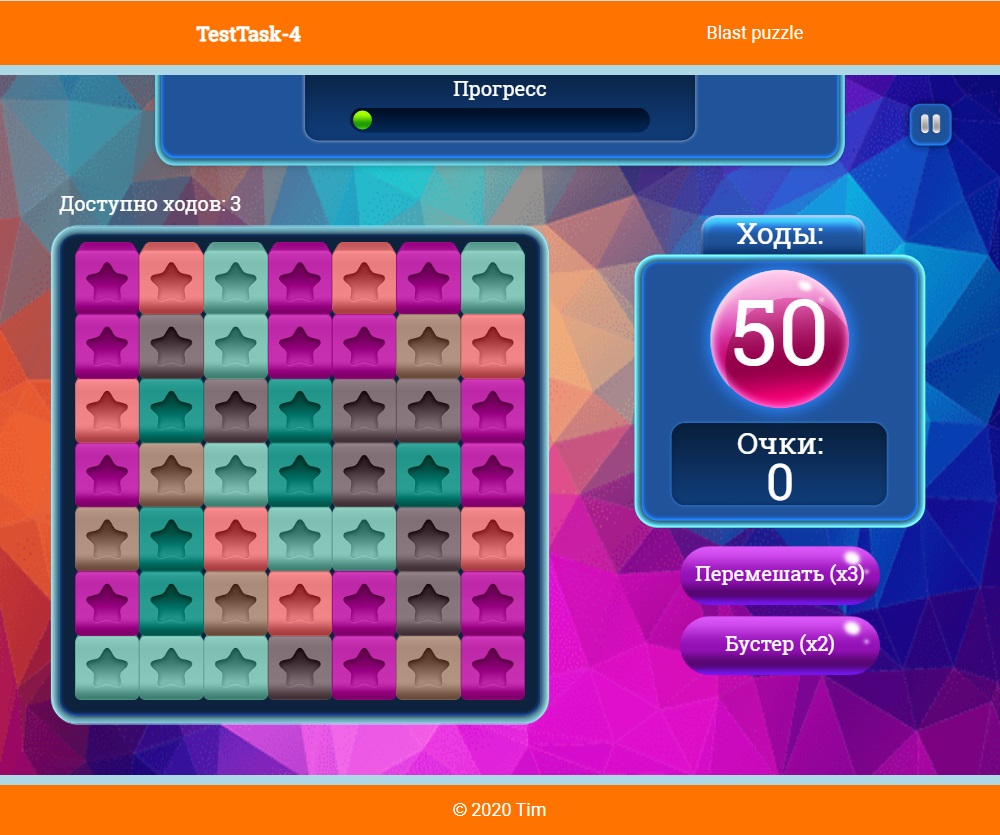 TestTask-4
Blast puzzle
Прогресс
Доступно ходов: 3
Ходы:
50
Очки:
0
Перемешать (x3)
Бустер (x2)
© 2020 Tim